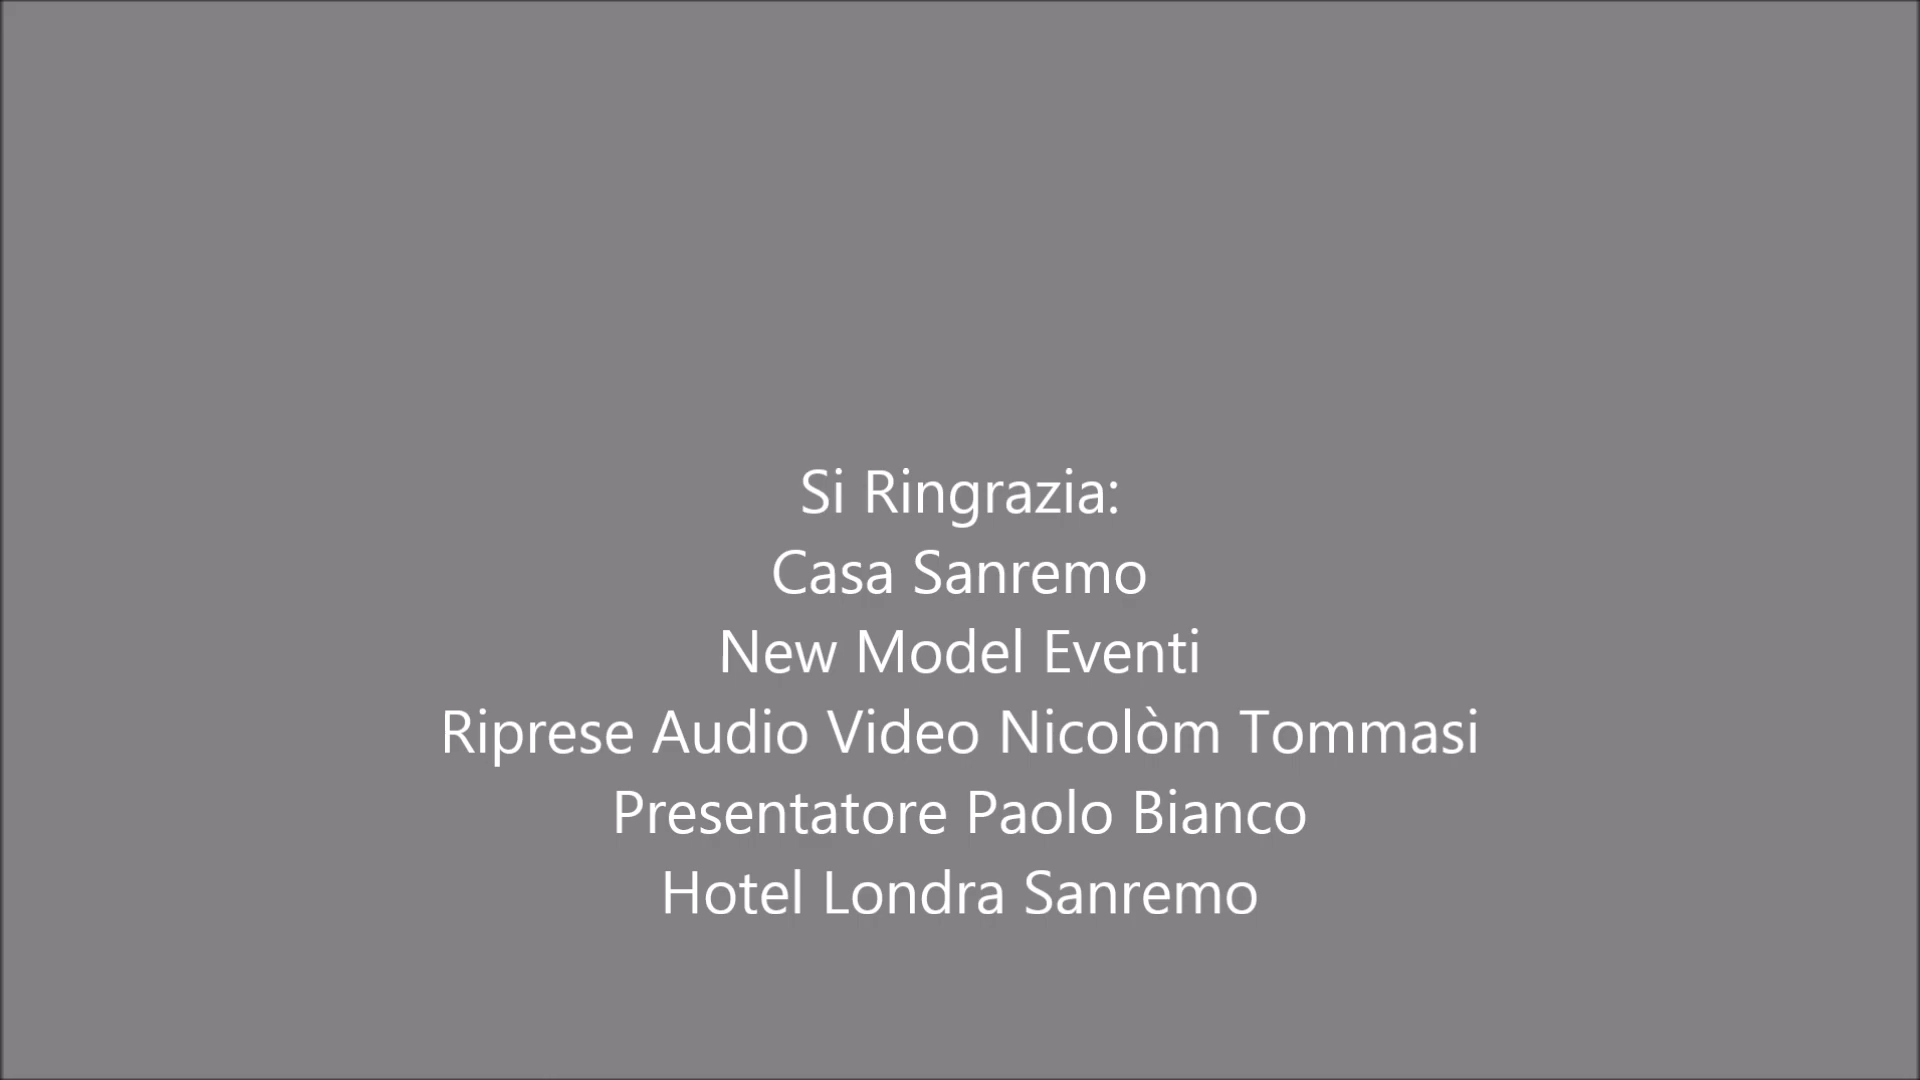 Si Ringrazia:
Casa Sanremo
New Model Eventi
Riprese Audio Video Nicolòm Tommasi
Presentatore Paolo Bianco
Hotel Londra Sanremo